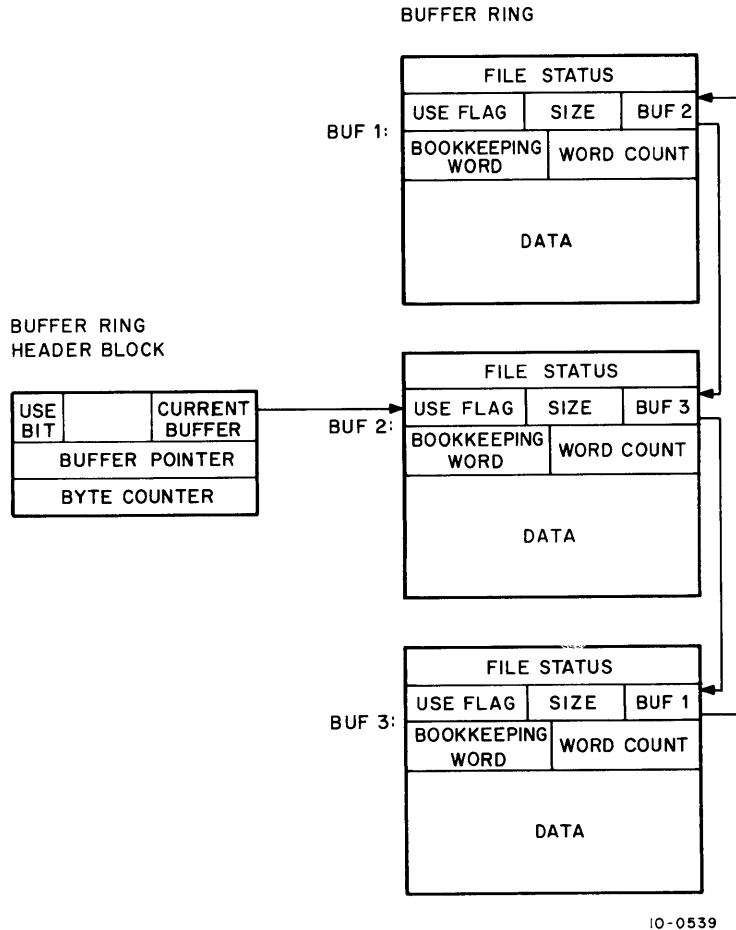 BUFFER RING
FILE STATUS
BUF 1:
USE FLAG SIZE BUF 2
BOOKKEEPING WORD WORD COUNT
DATA
BUFFER RING
HEADER BLOCK
USE BIT CURRENT BUFFER
BUFFER POINTER
BYTE COUNTER
FILE STATUS
BUF 2:
USE FLAG SIZE BUF 3
BOOKKEEPING WORD WORD COUNT
DATA
FILE STATUS
BUF 3:
USE FLAG SIZE BUF 1
BOOKKEEPING WORD WORD COUNT
DATA
10-0539